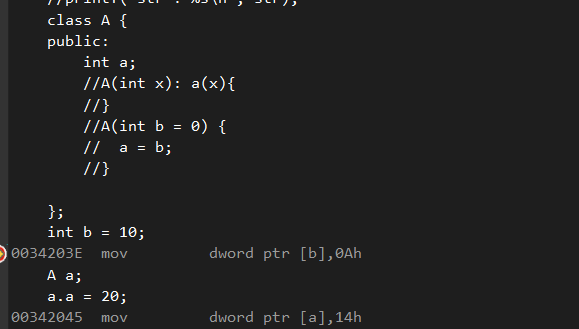 class A {
public:
int a;
//A(int x): a(x){
//}
//A(int b = 0) {
// a = b;
//}
};
int b = 10;
0034203E mov dword ptr [b],0Ah
A a;
a.a = 20;
00342045 mov dword ptr [a],14h